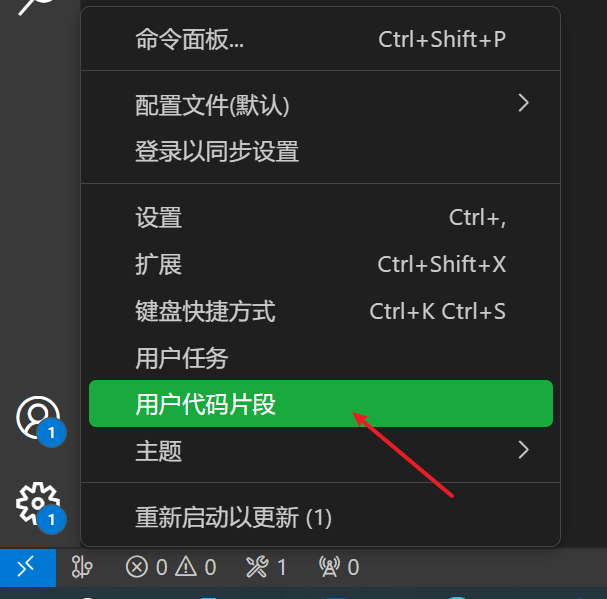 命令面板... Ctrl+Shift+P
配置文件(默认)
登录以同步设置
设置 Ctrl+,
扩展 Ctrl+Shift+X
键盘快捷方式 Ctrl+K Ctrl+S
用户任务
用户代码片段
1
主题
重新启动以更新 (1)
1
0 0 1 0